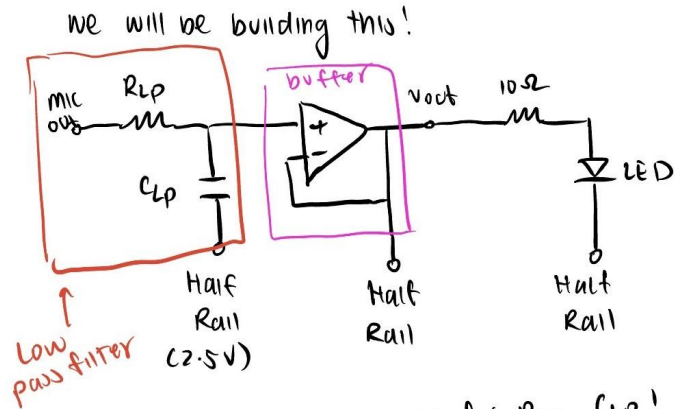 we will be building this!
buffer
mic
out
RLP
+
-
Vout
10Ω
CLP
LED
Half
Rail
(2.5V)
Half
Rail
Half
Rail
Low
pass filter
CLP!